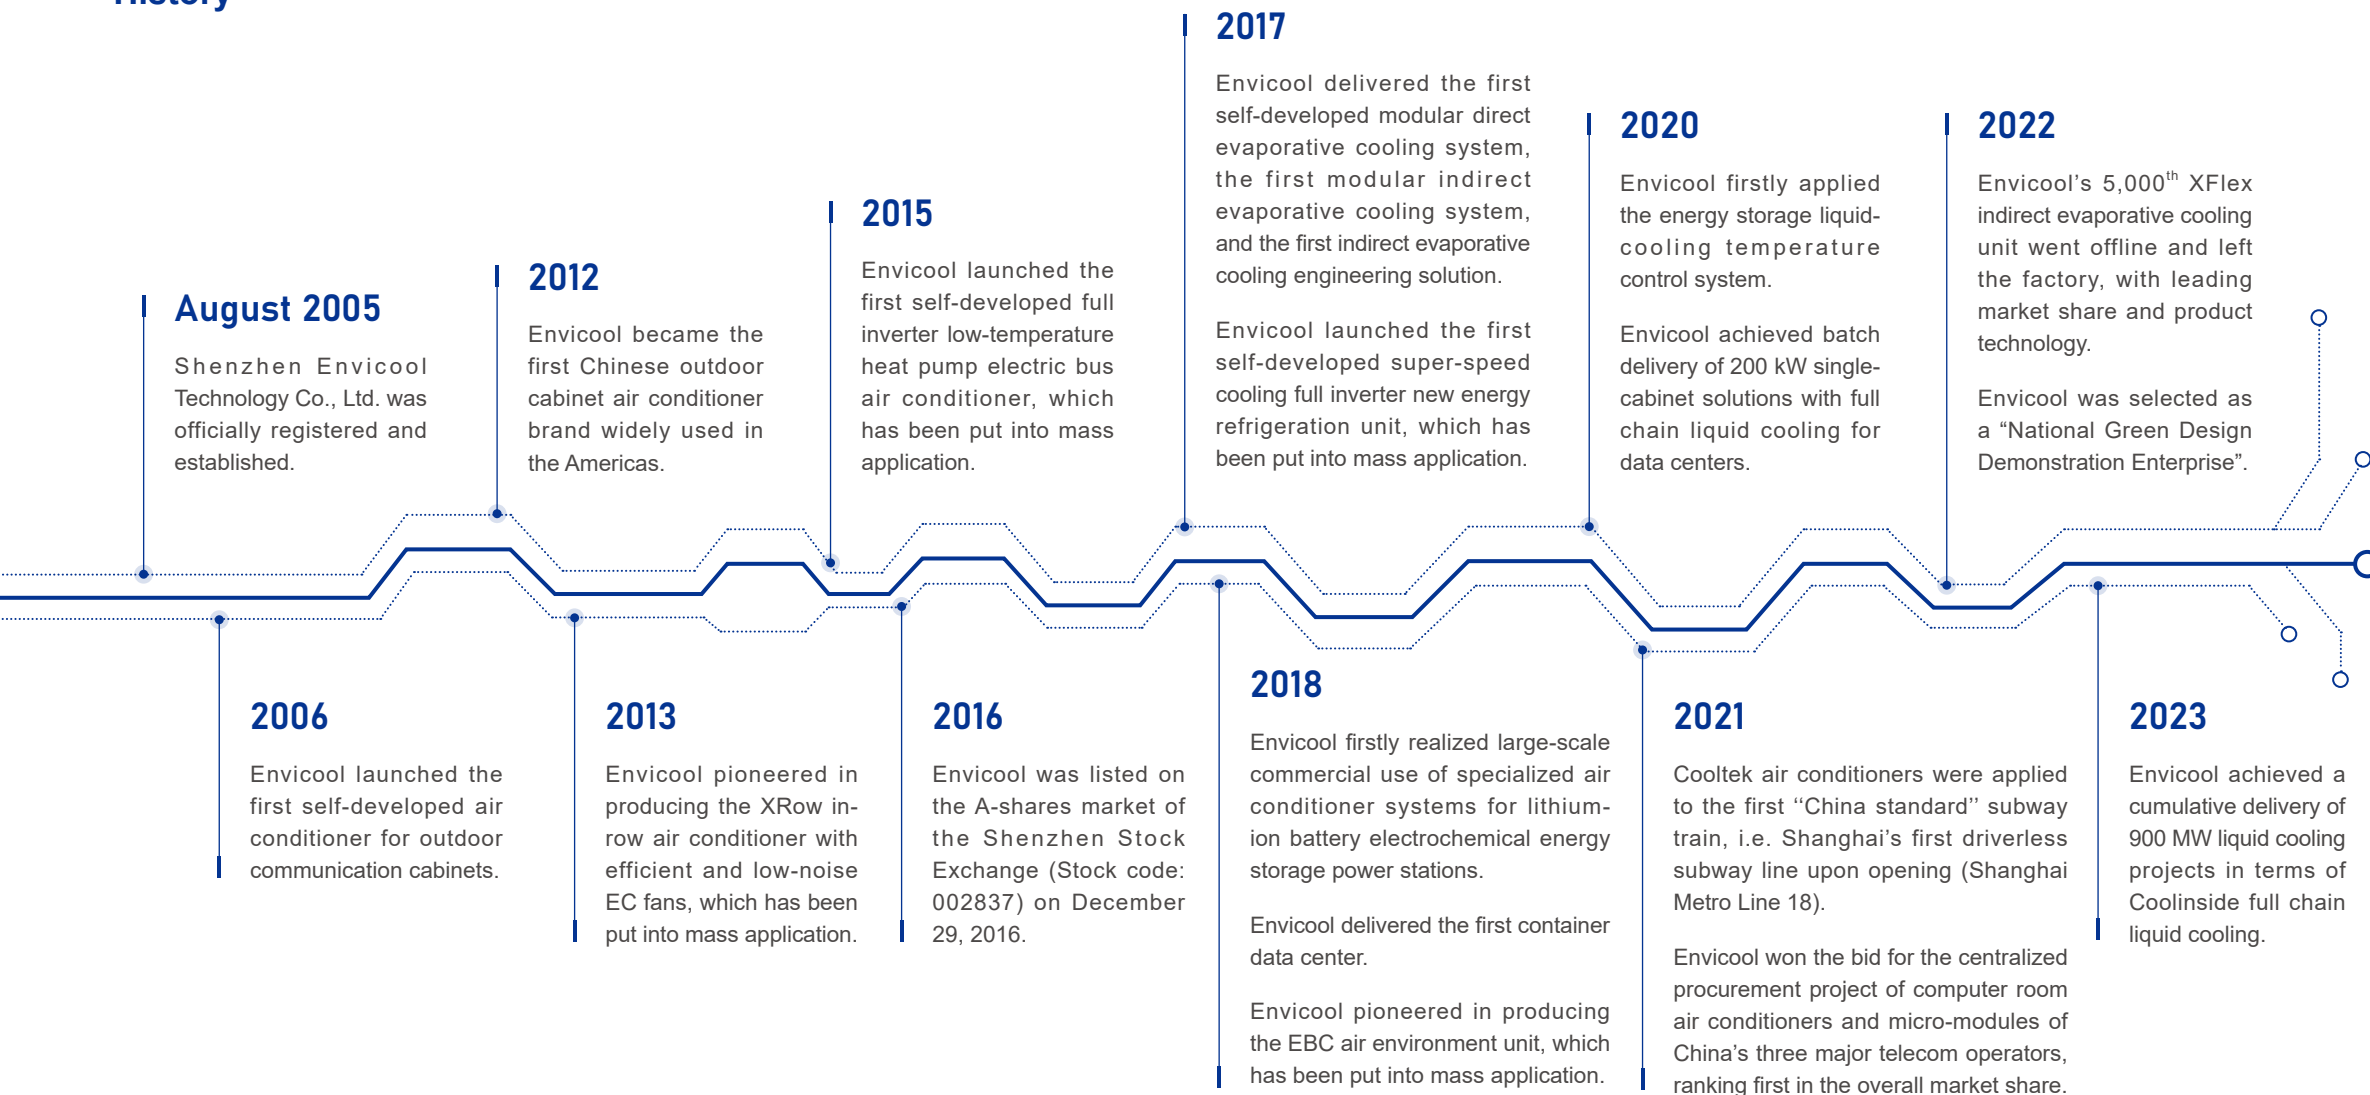 History
August 2005
Shenzhen Envicool
Technology Co., Ltd. was
officially registered and
established.
2006
Envicool launched the
first self-developed air
conditioner for outdoor
communication cabinets.
2012
Envicool became the
first Chinese outdoor
cabinet air conditioner
brand widely used in
the Americas.
2013
Envicool pioneered in
producing the XRow in-
row air conditioner with
efficient and low-noise
EC fans, which has been
put into mass application.
2015
Envicool launched the
first self-developed full
inverter low-temperature
heat pump electric bus
air conditioner, which
has been put into mass
application.
2016
Envicool was listed on
the A-shares market of
the Shenzhen Stock
Exchange (Stock code:
002837) on December
29, 2016.
2017
Envicool delivered the first
self-developed modular direct
evaporative cooling system,
the first modular indirect
evaporative cooling system,
and the first indirect evaporative
cooling engineering solution.
Envicool launched the first
self-developed super-speed
cooling full inverter new energy
refrigeration unit, which has
been put into mass application.
2018
Envicool firstly realized large-scale
commercial use of specialized air
conditioner systems for lithium-
ion battery electrochemical energy
storage power stations.
Envicool delivered the first container
data center.
Envicool pioneered in producing
the EBC air environment unit, which
has been put into mass application.
2020
Envicool firstly applied
the energy storage liquid-
cooling temperature
control system.
Envicool achieved batch
delivery of 200 kW single-
cabinet solutions with full
chain liquid cooling for
data centers.
2021
Cooltek air conditioners were applied
to the first ‘‘China standard’’ subway
train, i.e. Shanghai’s first driverless
subway line upon opening (Shanghai
Metro Line 18).
Envicool won the bid for the centralized
procurement project of computer room
air conditioners and micro-modules of
China’s three major telecom operators,
ranking first in the overall market share.
2022
Envicool’s 5,000th XFlex
indirect evaporative cooling
unit went offline and left
the factory, with leading
market share and product
technology.
Envicool was selected as
a “National Green Design
Demonstration Enterprise”.
2023
Envicool achieved a
cumulative delivery of
900 MW liquid cooling
projects in terms of
Coolinside full chain
liquid cooling.